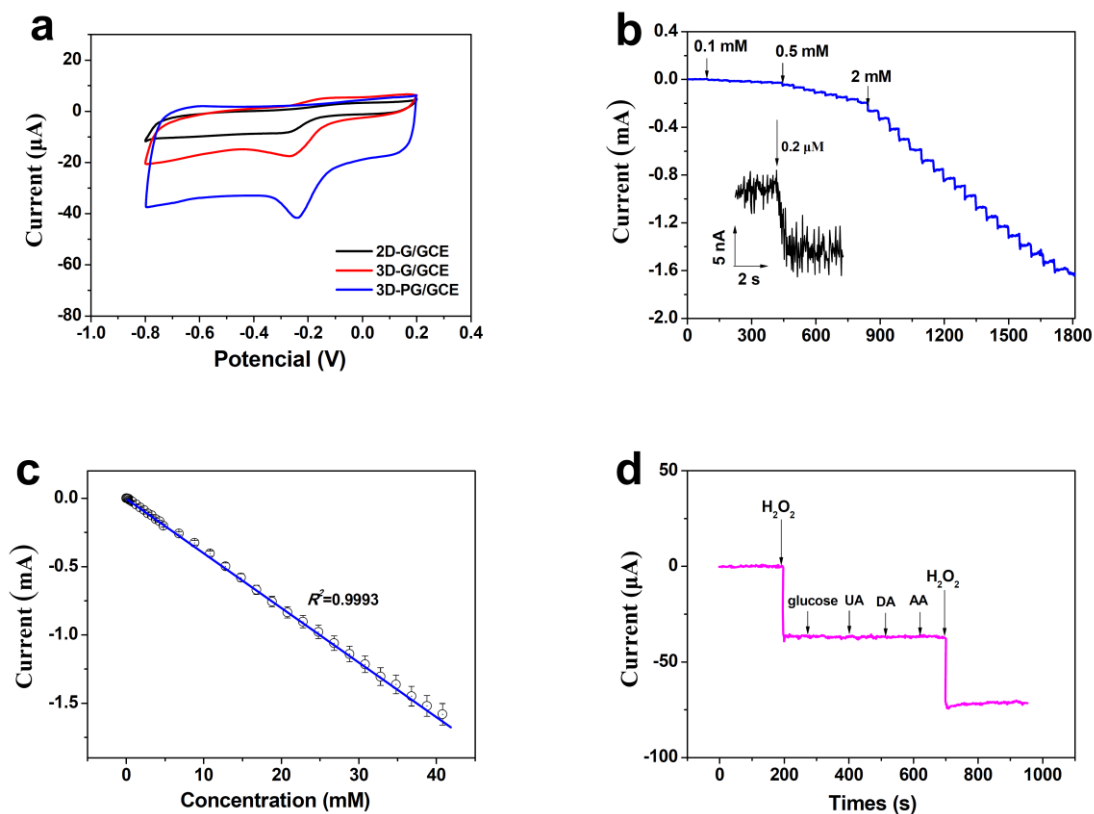 a
20
0
-20
-40
-60
-80
-1.0 -0.8 -0.6 -0.4 -0.2 0.0 0.2 0.4
Current (µA)
Potencial (V)
2D-G/GCE
3D-G/GCE
3D-PG/GCE
b
0.4
0.0
-0.4
-0.8
-1.2
-1.6
-2.0
0 300 600 900 1200 1500 1800
Current (mA)
0.1 mM
0.5 mM
2 mM
0.2 µM
5 nA
2 s
c
0.0
-0.5
-1.0
-1.5
0 10 20 30 40
Current (mA)
Concentration (mM)
R²=0.9993
d
50
0
-50
-100
0 200 400 600 800 1000
Current (µA)
Times (s)
H₂O₂
glucose UA DA AA
H₂O₂